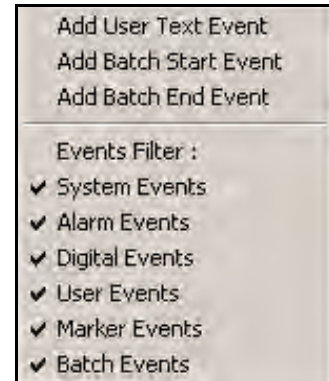 Add User Text Event
Add Batch Start Event
Add Batch End Event
Events Filter :
System Events
Alarm Events
Digital Events
User Events
Marker Events
Batch Events